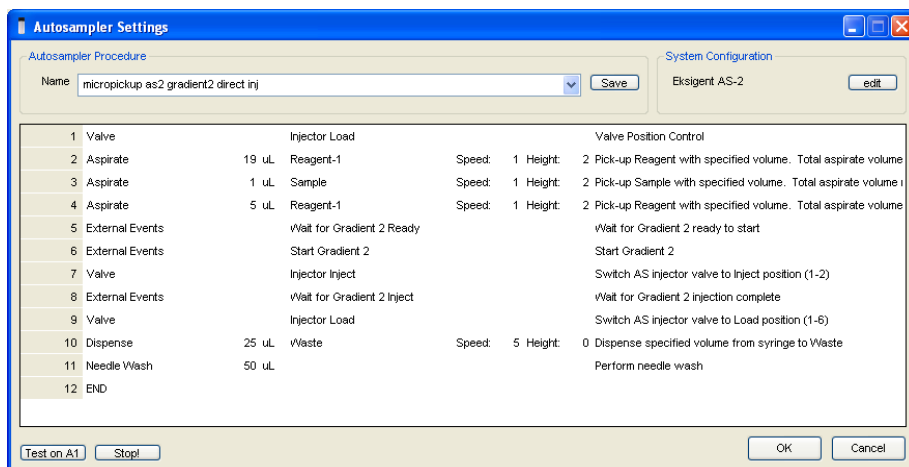 Autosampler Settings
Autosampler Procedure
System Configuration
Name micropickup as2 gradient2 direct inj Save Eksigent AS-2 edit
1 Valve Injector Load Valve Position Control
2 Aspirate 19 uL Reagent-1 Speed: 1 Height: 2 Pick-up Reagent with specified volume. Total aspirate volume
3 Aspirate 1 uL Sample Speed: 1 Height: 2 Pick-up Sample with specified volume. Total aspirate volume
4 Aspirate 5 uL Reagent-1 Speed: 1 Height: 2 Pick-up Reagent with specified volume. Total aspirate volume
5 External Events Wait for Gradient 2 Ready Wait for Gradient 2 ready to start
6 External Events Start Gradient 2 Start Gradient 2
7 Valve Injector Inject Switch AS injector valve to Inject position (1-2)
8 External Events Wait for Gradient 2 Inject Wait for Gradient 2 injection complete
9 Valve Injector Load Switch AS injector valve to Load position (1-6)
10 Dispense 25 uL Waste Speed: 5 Height: 0 Dispense specified volume from syringe to Waste
11 Needle Wash 50 uL Perform needle wash
12 END
Test on A1 Stop! OK Cancel